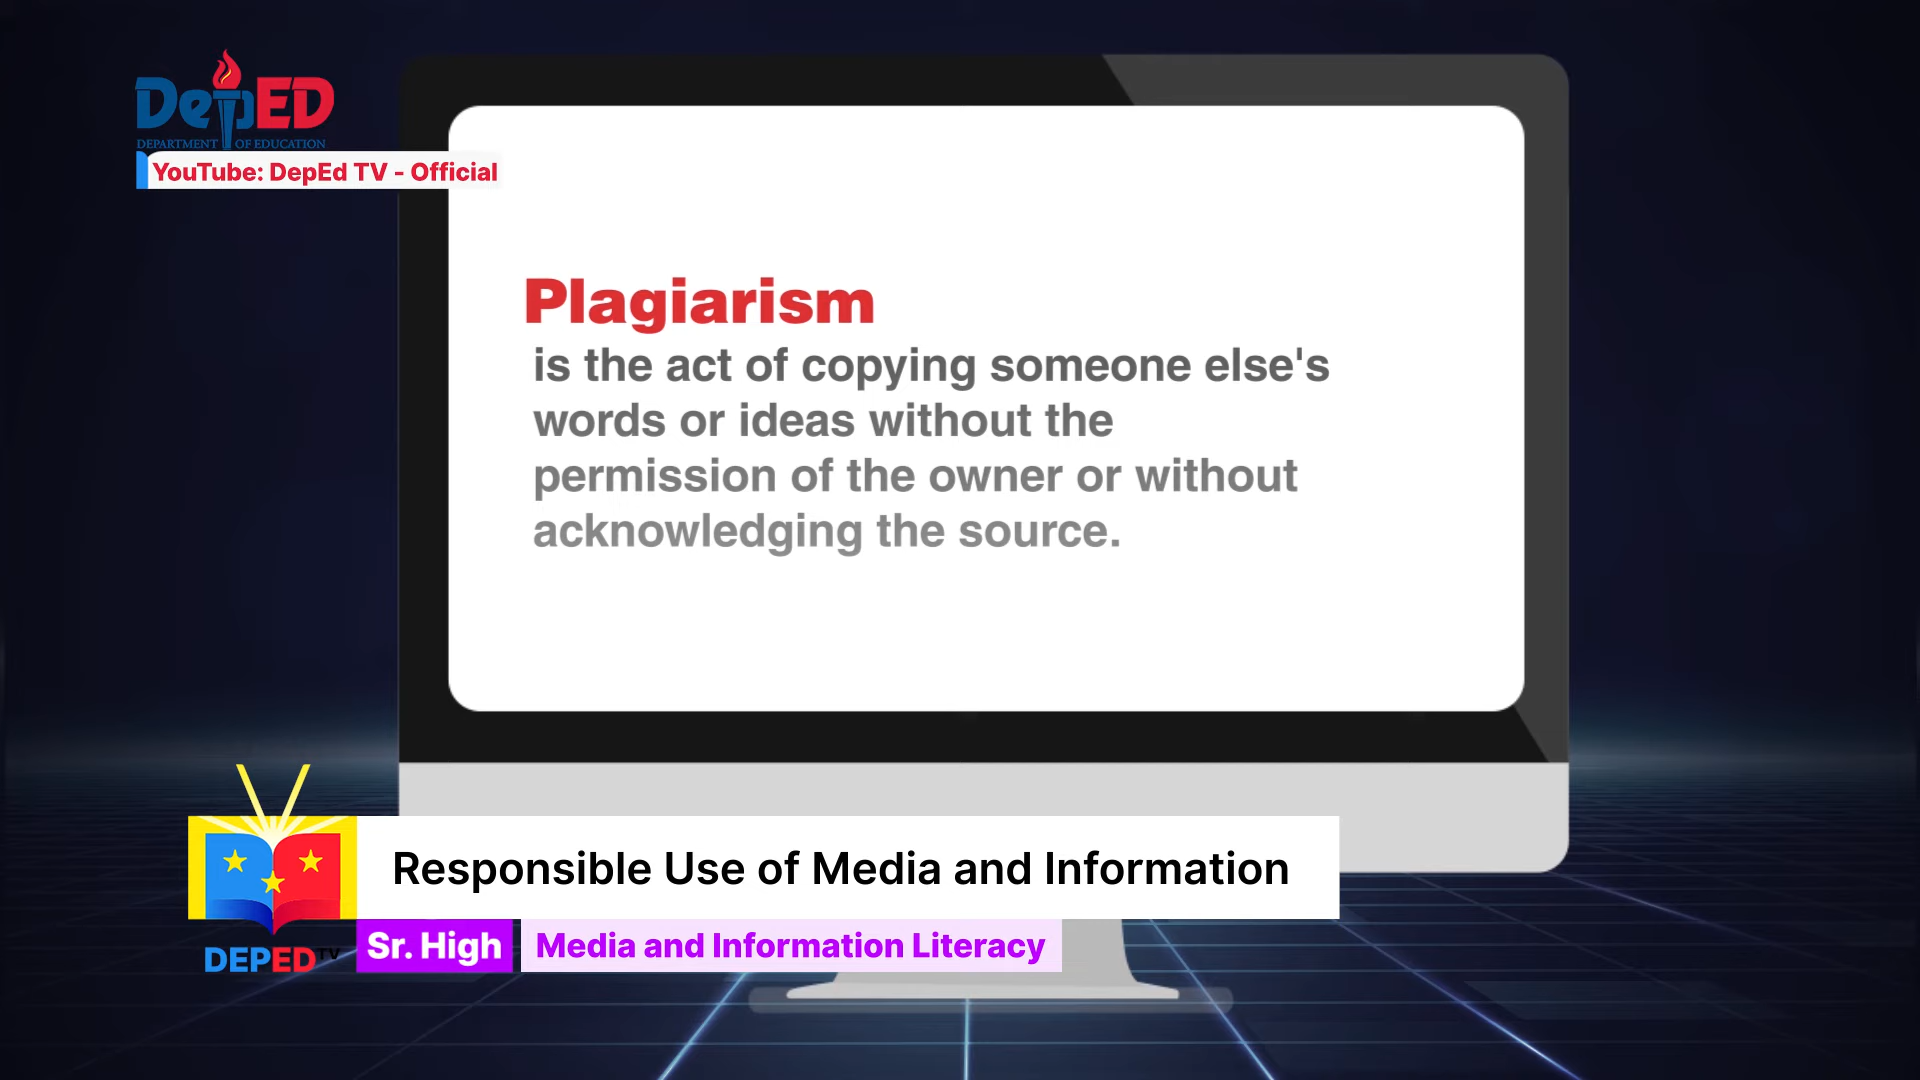 DepED
DEPARTMENT OF EDUCATION
YouTube: DepEd TV - Official
Plagiarism
is the act of copying someone else's
words or ideas without the
permission of the owner or without
acknowledging the source.
Responsible Use of Media and Information
DEPED TV
Sr. High
Media and Information Literacy